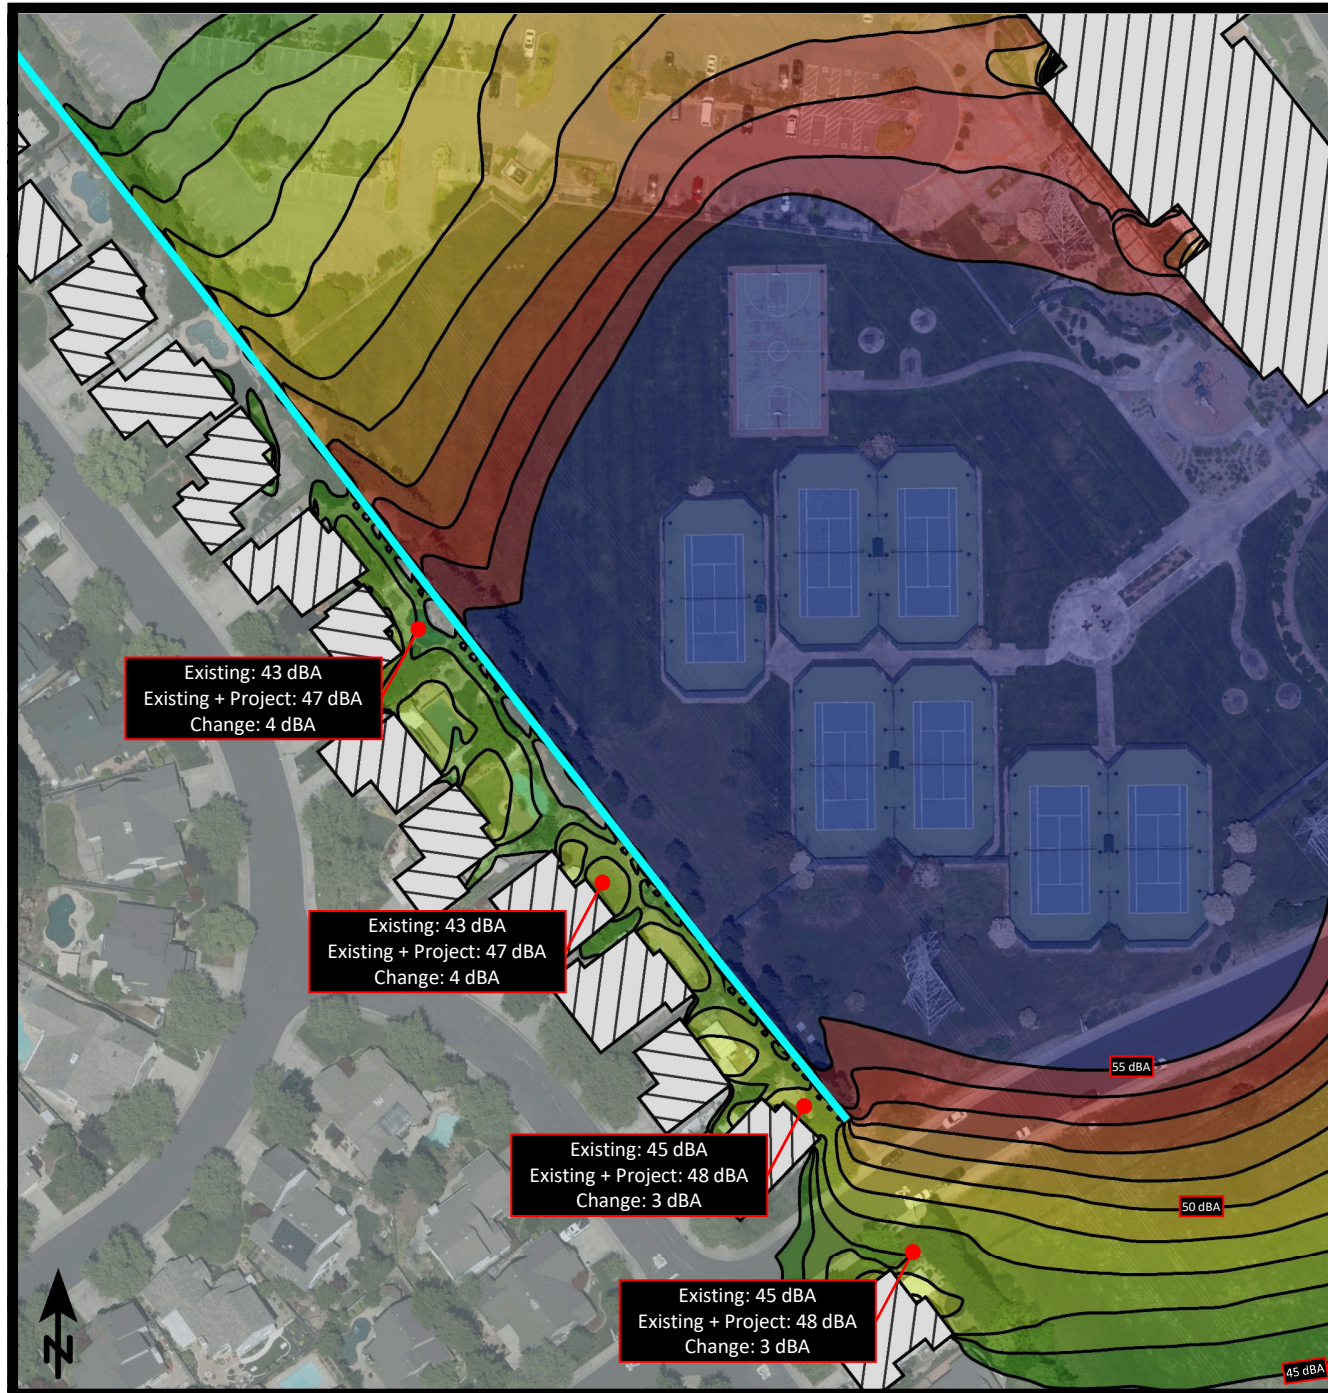 Existing: 43 dBA
Existing + Project: 47 dBA
Change: 4 dBA
Existing: 43 dBA
Existing + Project: 47 dBA
Change: 4 dBA
55 dBA
Existing: 45 dBA
Existing + Project: 48 dBA
Change: 3 dBA
50 dBA
Existing: 45 dBA
Existing + Project: 48 dBA
Change: 3 dBA
45 dBA
N